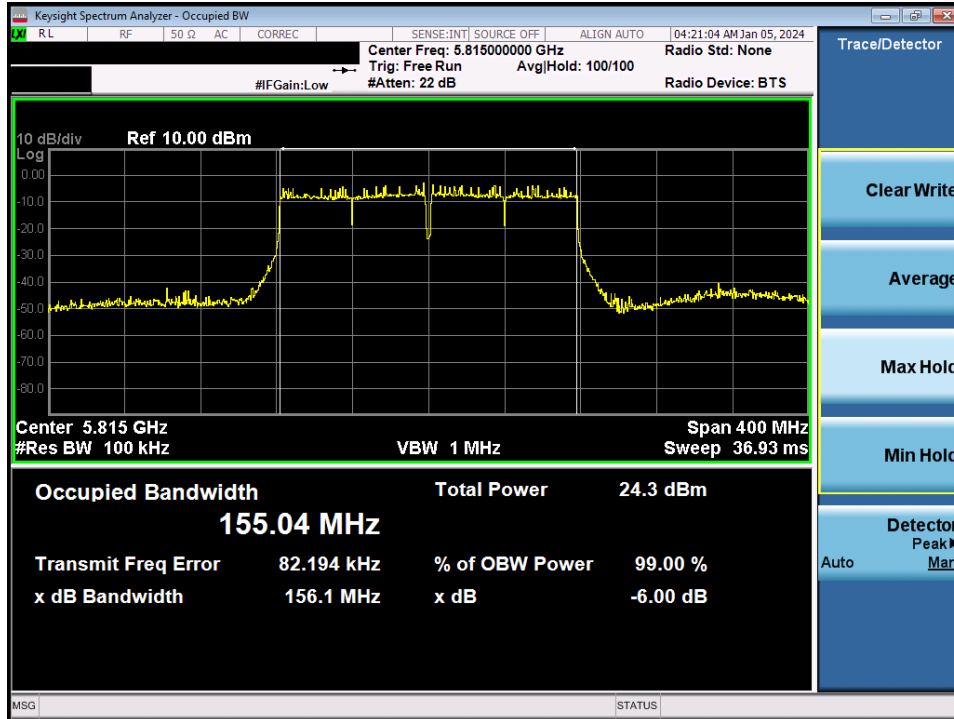 Keysight Spectrum Analyzer - Occupied BW
LXI RL RF 50 Ω AC CORREC SENSE:INT SOURCE OFF ALIGN AUTO 04:21:04 AM Jan 05, 2024
Center Freq: 5.815000000 GHz Radio Std: None
Trig: Free Run Avg|Hold: 100/100
#IFGain:Low #Atten: 22 dB Radio Device: BTS
10 dB/div Ref 10.00 dBm
Log
0.00
-10.0
-20.0
-30.0
-40.0
-50.0
-60.0
-70.0
-80.0
Center 5.815 GHz Span 400 MHz
#Res BW 100 kHz VBW 1 MHz Sweep 36.93 ms
Occupied Bandwidth Total Power 24.3 dBm
155.04 MHz
Transmit Freq Error 82.194 kHz % of OBW Power 99.00 %
x dB Bandwidth 156.1 MHz x dB -6.00 dB
MSG STATUS
Trace/Detector
Clear Write
Average
Max Hold
Min Hold
Detector
Peak
Auto Man